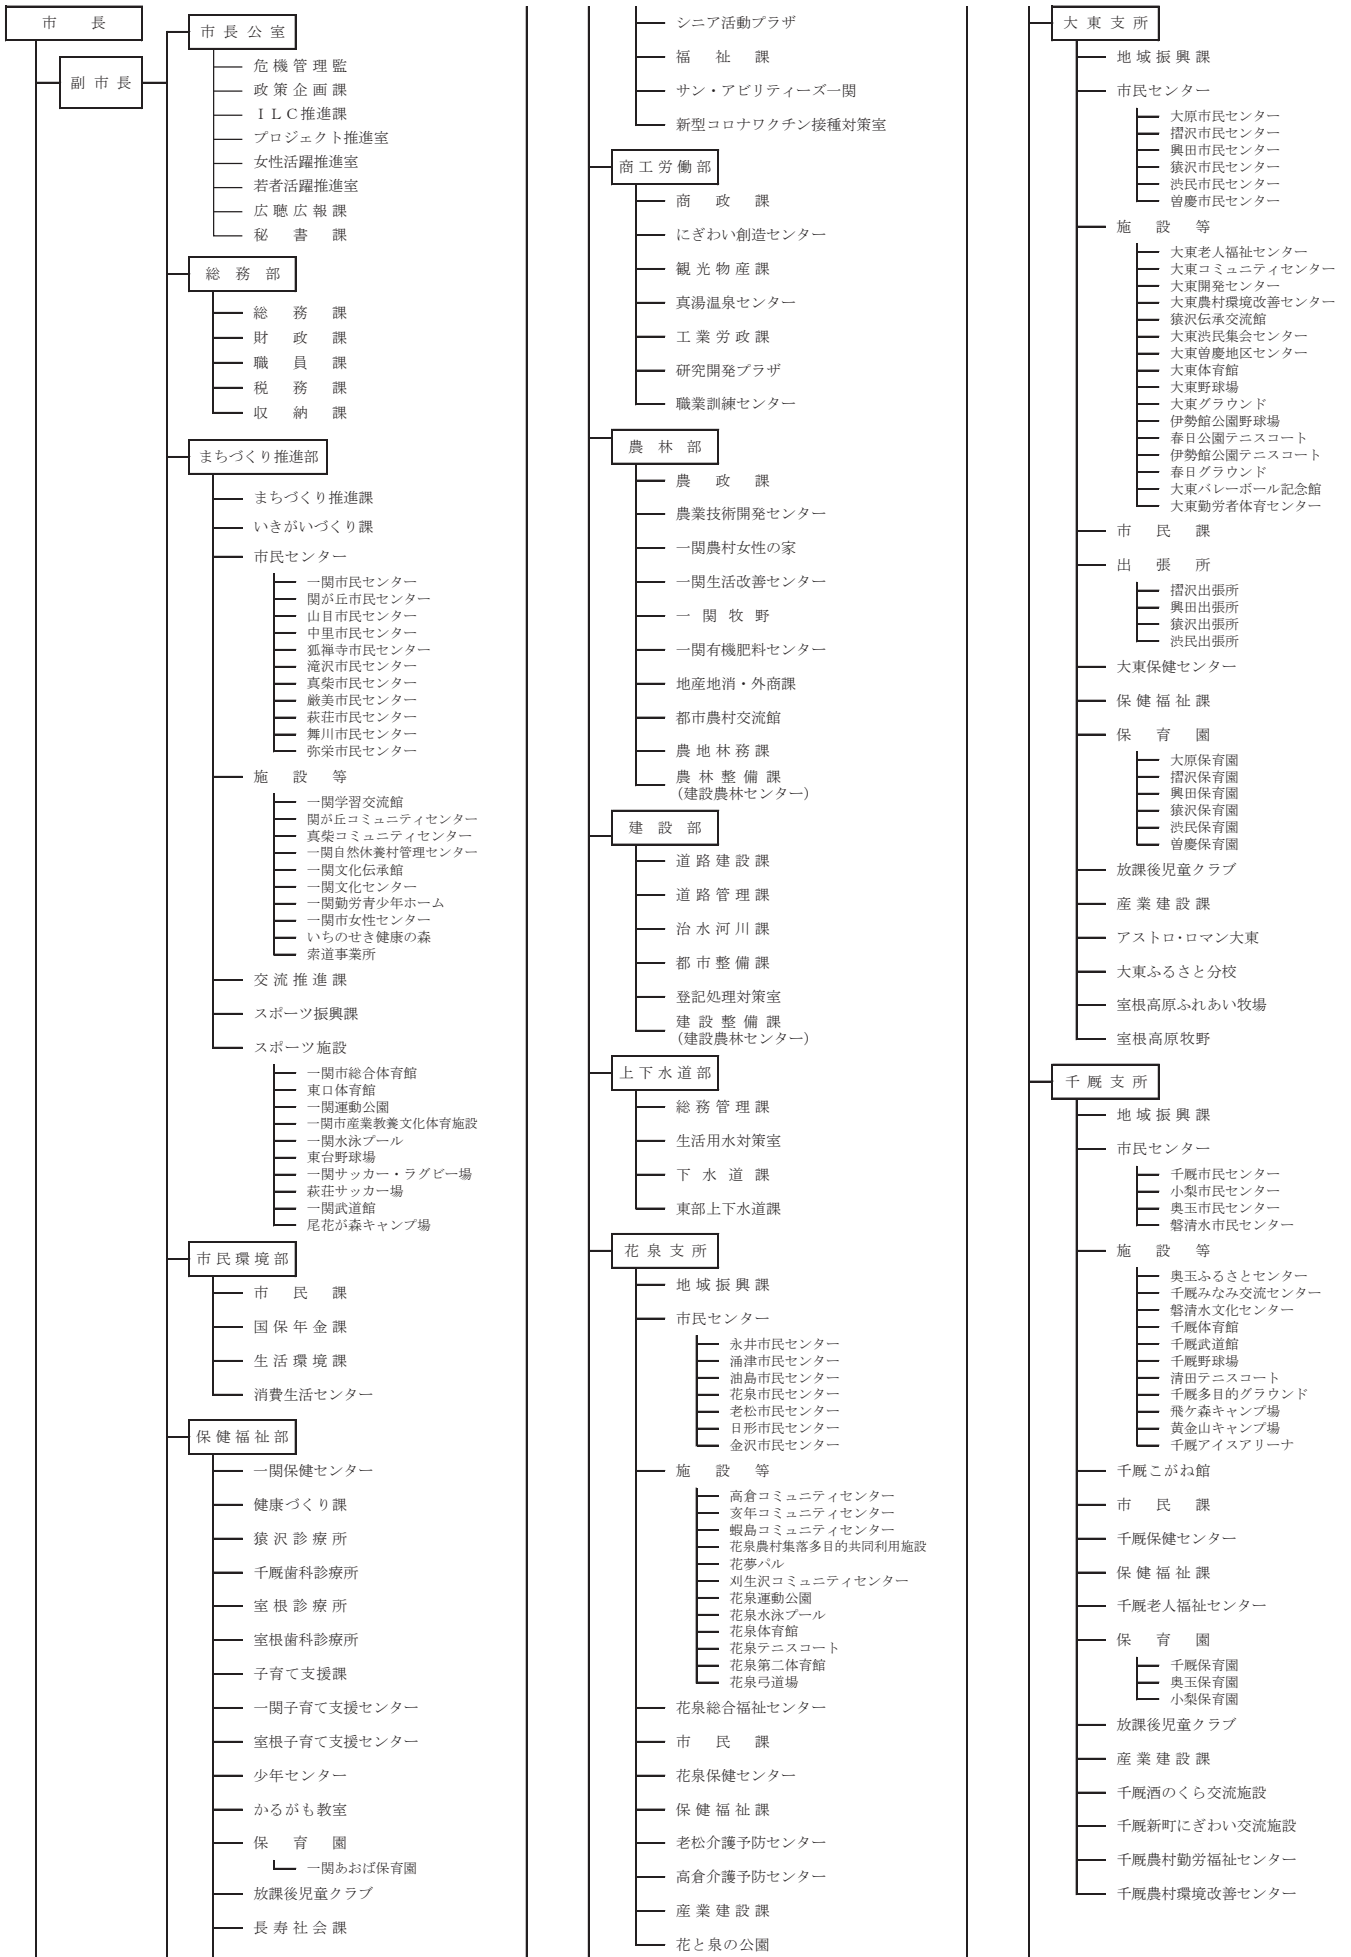 市長
副市長
市長公室
危機管理監
政策企画課
ILC推進課
プロジェクト推進室
女性活躍推進室
若者活躍推進室
広聴広報課
秘書課
総務部
総務課
財政課
職員課
税務課
収納課
まちづくり推進部
まちづくり推進課
いきがいづくり課
市民センター
一関市民センター
関が丘市民センター
山目市民センター
中里市民センター
狐禅寺市民センター
滝沢市民センター
真柴市民センター
厳美市民センター
萩荘市民センター
舞川市民センター
弥栄市民センター
施設等
一関学習交流館
関が丘コミュニティセンター
真柴コミュニティセンター
一関自然休養村管理センター
一関文化伝承館
一関文化センター
一関勤労青少年ホーム
一関市女性センター
いちのせき健康の森
索道事業所
交流推進課
スポーツ振興課
スポーツ施設
一関市総合体育館
東口体育館
一関運動公園
一関市産業教養文化体育施設
一関水泳プール
東台野球場
一関サッカー・ラグビー場
萩荘サッカー場
一関武道館
尾花が森キャンプ場
市民環境部
市民課
国保年金課
生活環境課
消費生活センター
保健福祉部
一関保健センター
健康づくり課
猿沢診療所
千厩歯科診療所
室根診療所
室根歯科診療所
子育て支援課
一関子育て支援センター
室根子育て支援センター
少年センター
かるがも教室
保育園
一関あおば保育園
放課後児童クラブ
長寿社会課
シニア活動プラザ
福祉課
サン・アビリティーズ一関
新型コロナワクチン接種対策室
商工労働部
商政課
にぎわい創造センター
観光物産課
真湯温泉センター
工業労政課
研究開発プラザ
職業訓練センター
農林部
農政課
農業技術開発センター
一関農村女性の家
一関生活改善センター
一関牧野
一関有機肥料センター
地産地消・外商課
都市農村交流館
農地林務課
農林整備課
(建設農林センター)
建設部
道路建設課
道路管理課
治水河川課
都市整備課
登記処理対策室
建設整備課
(建設農林センター)
上下水道部
総務管理課
生活用水対策室
下水道課
東部上下水道課
花泉支所
地域振興課
市民センター
永井市民センター
涌津市民センター
油島市民センター
花泉市民センター
老松市民センター
日形市民センター
金沢市民センター
施設等
高倉コミュニティセンター
亥年コミュニティセンター
蝦島コミュニティセンター
花泉農村集落多目的共同利用施設
花夢パル
刈生沢コミュニティセンター
花泉運動公園
花泉水泳プール
花泉体育館
花泉テニスコート
花泉第二体育館
花泉弓道場
花泉総合福祉センター
市民課
花泉保健センター
保健福祉課
老松介護予防センター
高倉介護予防センター
産業建設課
花と泉の公園
大東支所
地域振興課
市民センター
大原市民センター
摺沢市民センター
興田市民センター
猿沢市民センター
渋民市民センター
曽慶市民センター
施設等
大東老人福祉センター
大東コミュニティセンター
大東開発センター
大東農村環境改善センター
猿沢伝承交流館
大東渋民集会センター
大東曽慶地区センター
大東体育館
大東野球場
大東グラウンド
伊勢館公園野球場
春日公園テニスコート
伊勢館公園テニスコート
春日グラウンド
大東バレーボール記念館
大東勤労者体育センター
市民課
出張所
摺沢出張所
興田出張所
猿沢出張所
渋民出張所
大東保健センター
保健福祉課
保育園
大原保育園
摺沢保育園
興田保育園
猿沢保育園
渋民保育園
曽慶保育園
放課後児童クラブ
産業建設課
アストロ・ロマン大東
大東ふるさと分校
室根高原ふれあい牧場
室根高原牧野
千厩支所
地域振興課
市民センター
千厩市民センター
小梨市民センター
奥玉市民センター
磐清水市民センター
施設等
奥玉ふるさとセンター
千厩みなみ交流センター
磐清水文化センター
千厩体育館
千厩武道館
千厩野球場
清田テニスコート
千厩多目的グラウンド
飛ケ森キャンプ場
黄金山キャンプ場
千厩アイスアリーナ
千厩こがね館
市民課
千厩保健センター
保健福祉課
千厩老人福祉センター
保育園
千厩保育園
奥玉保育園
小梨保育園
放課後児童クラブ
産業建設課
千厩酒のくら交流施設
千厩新町にぎわい交流施設
千厩農村勤労福祉センター
千厩農村環境改善センター